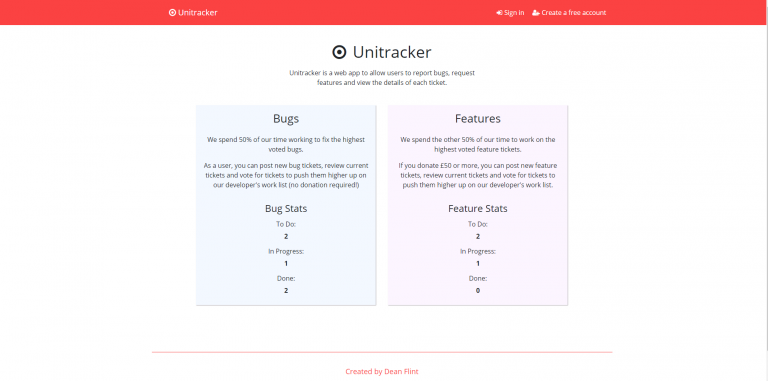 Unitracker
Sign in
Create a free account
Unitracker
Unitracker is a web app to allow users to report bugs, request
features and view the details of each ticket.
Bugs
We spend 50% of our time working to fix the highest
voted bugs.
As a user, you can post new bug tickets, review current
tickets and vote for tickets to push them higher up on
our developer's work list (no donation required!)
Bug Stats
To Do:
2
In Progress:
1
Done:
2
Features
We spend the other 50% of our time to work on the
highest voted feature tickets.
If you donate £50 or more, you can post new feature
tickets, review current tickets and vote for tickets to
push them higher up on our developer's work list.
Feature Stats
To Do:
2
In Progress:
1
Done:
0
Created by Dean Flint